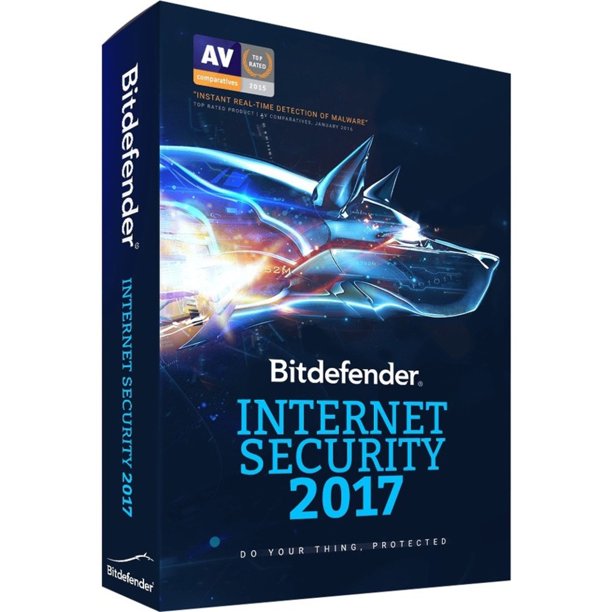 AV
comparatives
TOP
RATED
2015
"INSTANT REAL-TIME DETECTION OF MALWARE"
TOP RATED PRODUCT | AV COMPARATIVES, JANUARY 2015
52M
Bitdefender®
INTERNET
SECURITY
2017
DO YOUR THING, PROTECTED
Bitdefender®
INTERNET SECURITY 2017
Bitdefender